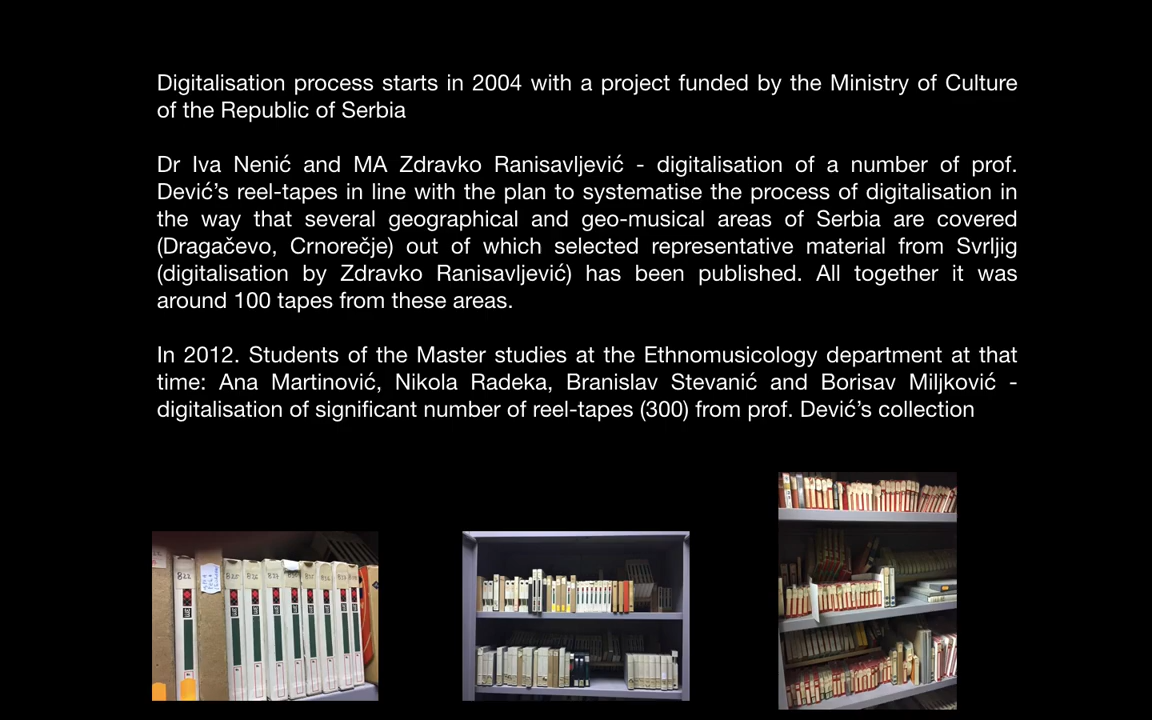 Digitalisation process starts in 2004 with a project funded by the Ministry of Culture
of the Republic of Serbia
Dr Iva Nenić and MA Zdravko Ranisavljević - digitalisation of a number of prof.
Dević’s reel-tapes in line with the plan to systematise the process of digitalisation in
the way that several geographical and geo-musical areas of Serbia are covered
(Dragačevo, Crnorečje) out of which selected representative material from Svrljig
(digitalisation by Zdravko Ranisavljević) has been published. All together it was
around 100 tapes from these areas.
In 2012. Students of the Master studies at the Ethnomusicology department at that
time: Ana Martinović, Nikola Radeka, Branislav Stevanić and Borisav Miljković -
digitalisation of significant number of reel-tapes (300) from prof. Dević’s collection
822